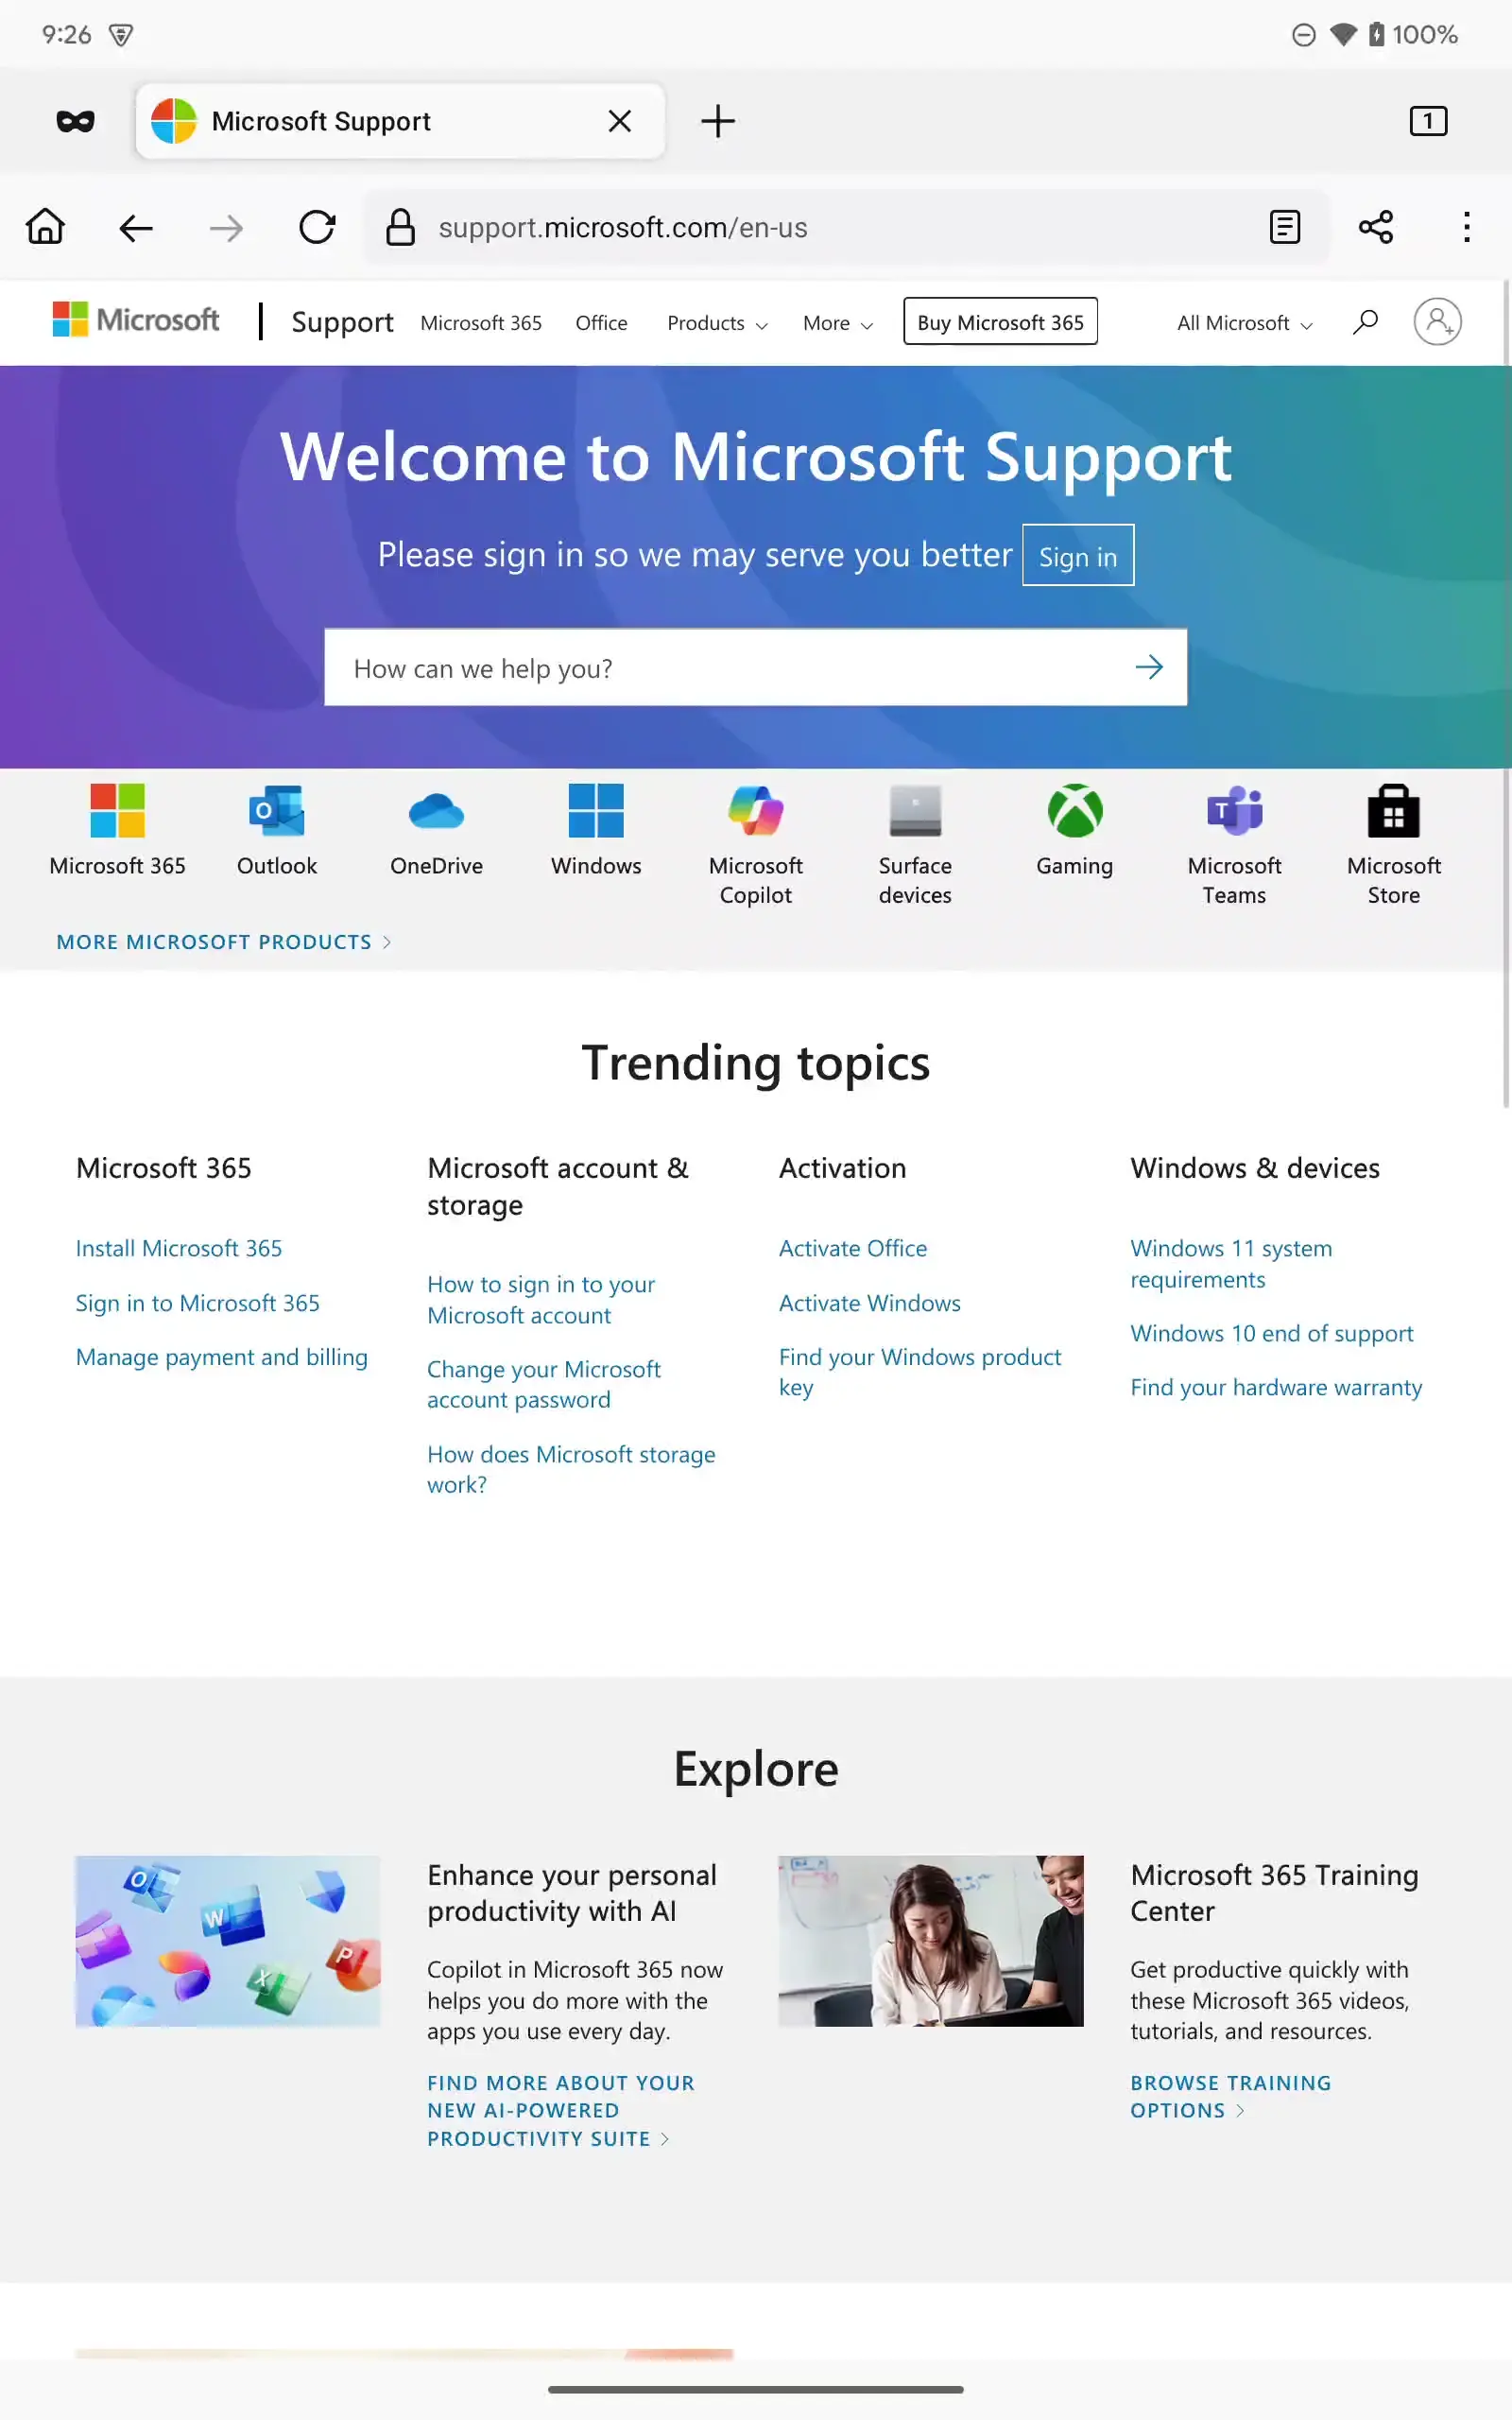 9:26
100%
Microsoft Support
1
support.microsoft.com/en-us
Microsoft
Support
Microsoft 365
Office
Products
More
Buy Microsoft 365
All Microsoft
Welcome to Microsoft Support
Please sign in so we may serve you better
Sign in
How can we help you?
Microsoft 365
Outlook
OneDrive
Windows
Microsoft
Copilot
Surface
devices
Gaming
Microsoft
Teams
Microsoft
Store
MORE MICROSOFT PRODUCTS
Trending topics
Microsoft 365
Install Microsoft 365
Sign in to Microsoft 365
Manage payment and billing
Microsoft account &
storage
How to sign in to your
Microsoft account
Change your Microsoft
account password
How does Microsoft storage
work?
Activation
Activate Office
Activate Windows
Find your Windows product
key
Windows & devices
Windows 11 system
requirements
Windows 10 end of support
Find your hardware warranty
Explore
Enhance your personal
productivity with AI
Copilot in Microsoft 365 now
helps you do more with the
apps you use every day.
FIND MORE ABOUT YOUR
NEW AI-POWERED
PRODUCTIVITY SUITE
Microsoft 365 Training
Center
Get productive quickly with
these Microsoft 365 videos,
tutorials, and resources.
BROWSE TRAINING
OPTIONS